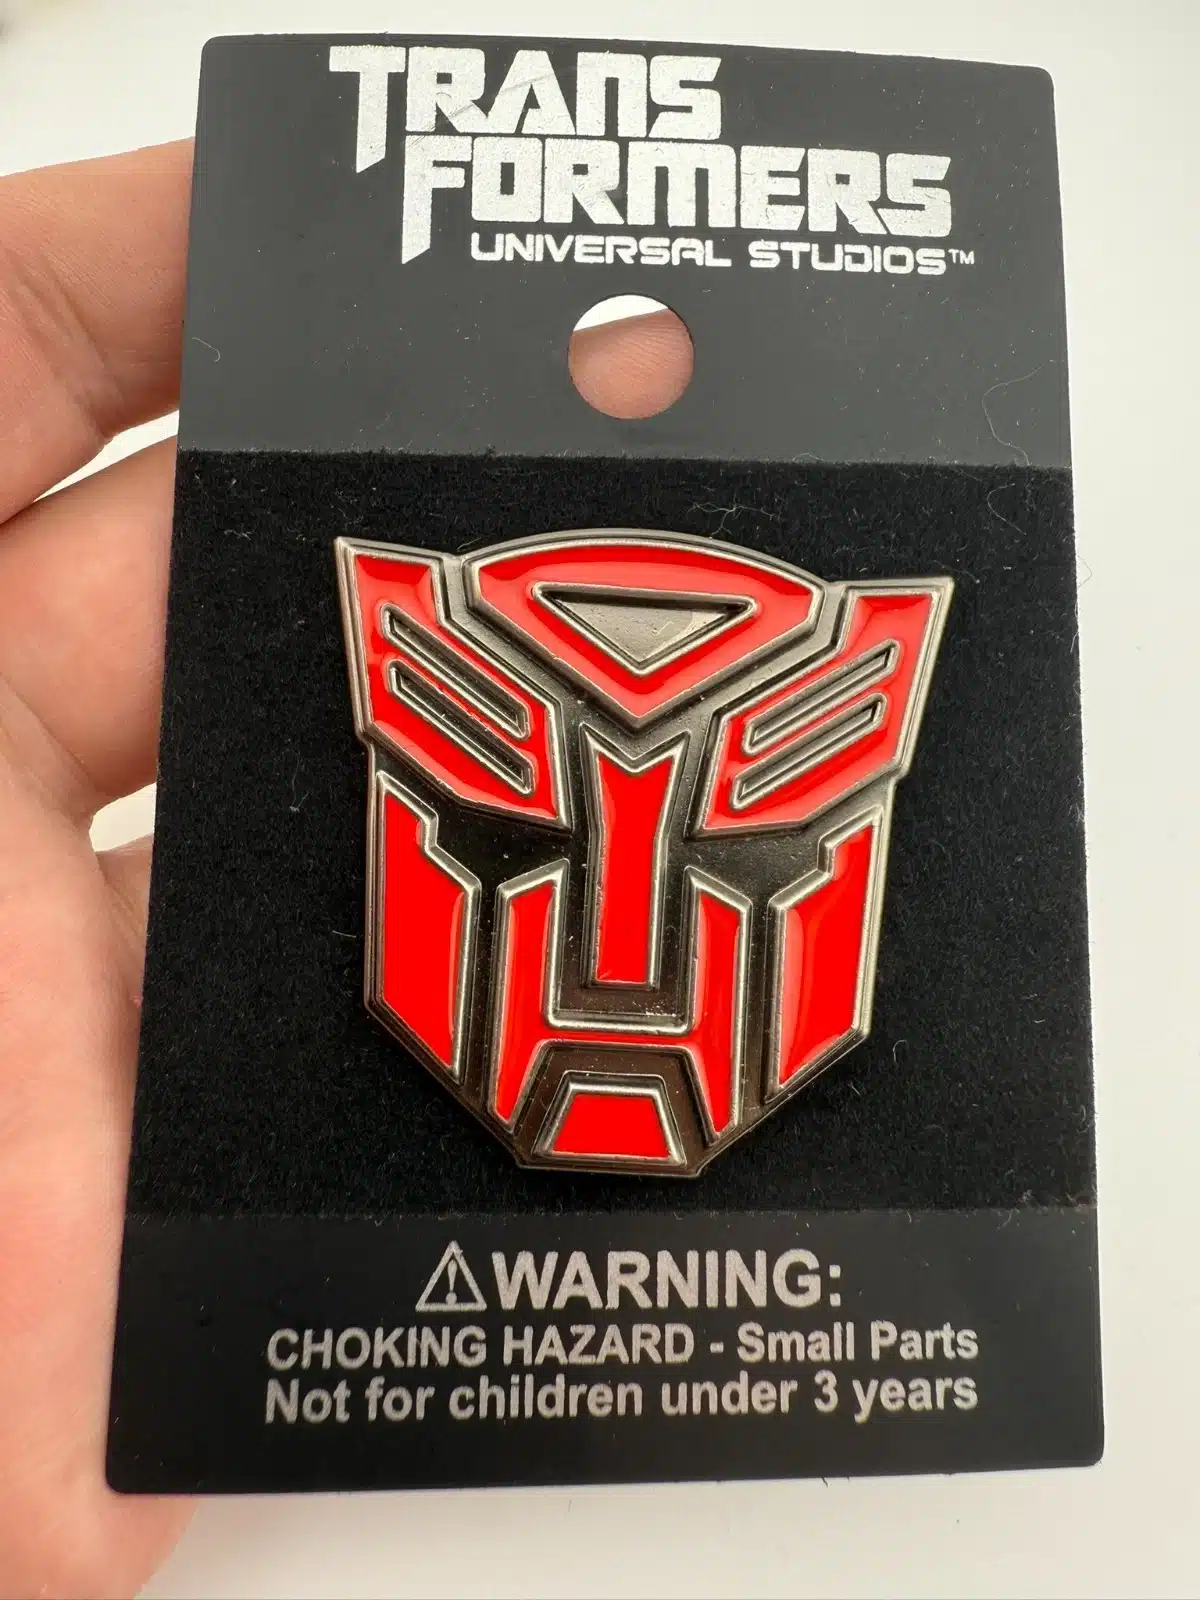 TRANS
FORMERS
UNIVERSAL STUDIOS™
⚠WARNING:
CHOKING HAZARD - Small Parts
Not for children under 3 years